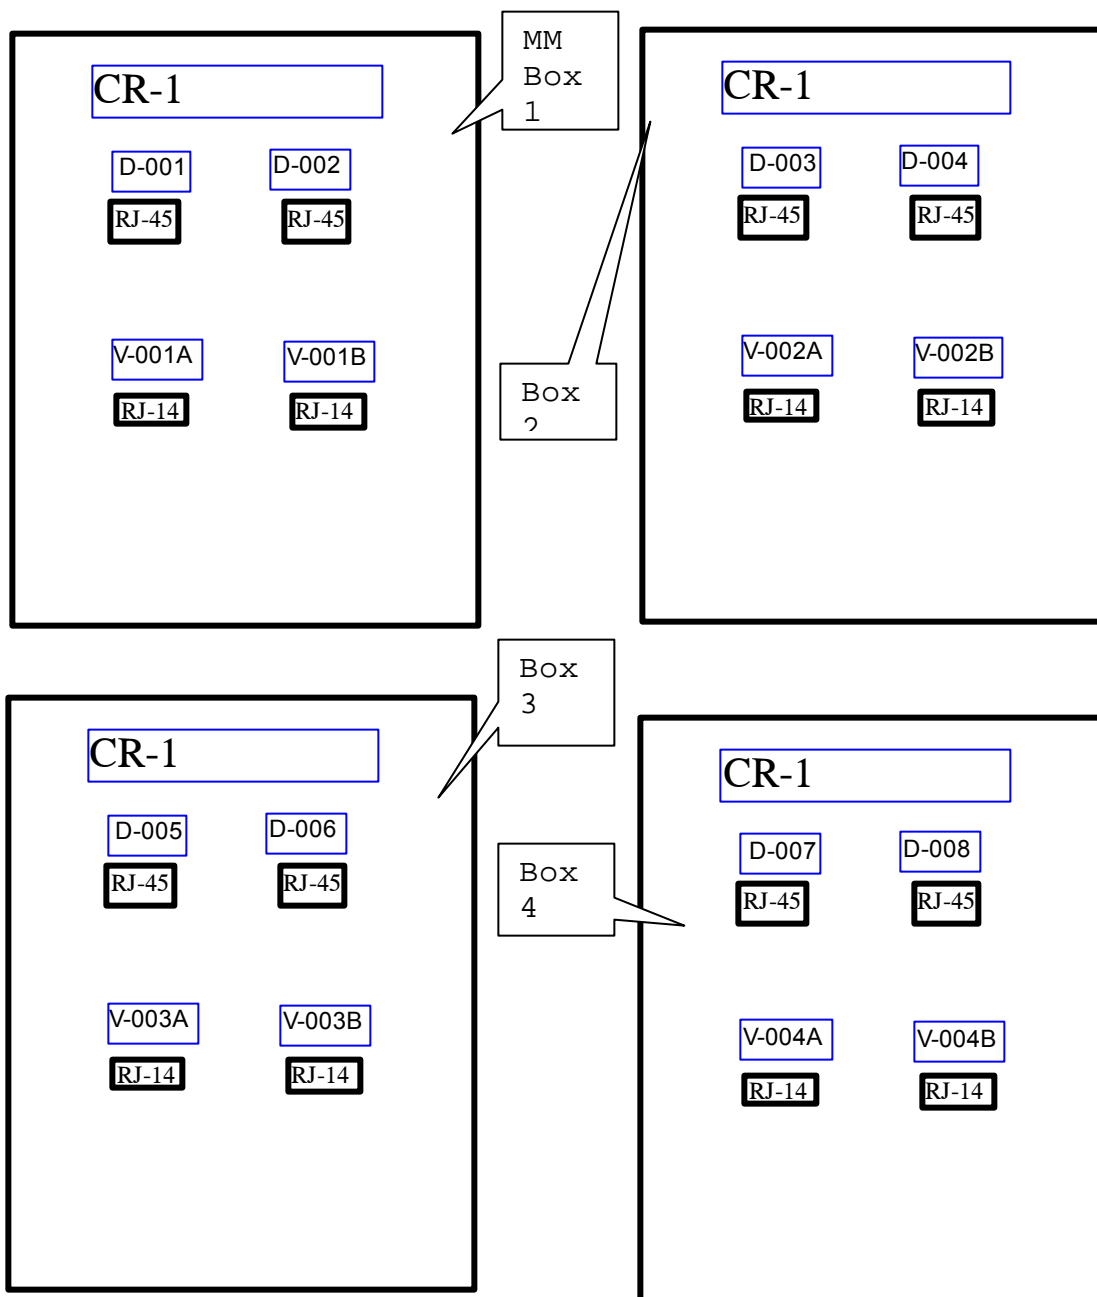 CR-1
D-001 D-002
RJ-45 RJ-45
V-001A V-001B
RJ-14 RJ-14
MM
Box
1
CR-1
D-003 D-004
RJ-45 RJ-45
V-002A V-002B
RJ-14 RJ-14
Box
2
CR-1
D-005 D-006
RJ-45 RJ-45
V-003A V-003B
RJ-14 RJ-14
Box
3
CR-1
D-007 D-008
RJ-45 RJ-45
V-004A V-004B
RJ-14 RJ-14
Box
4